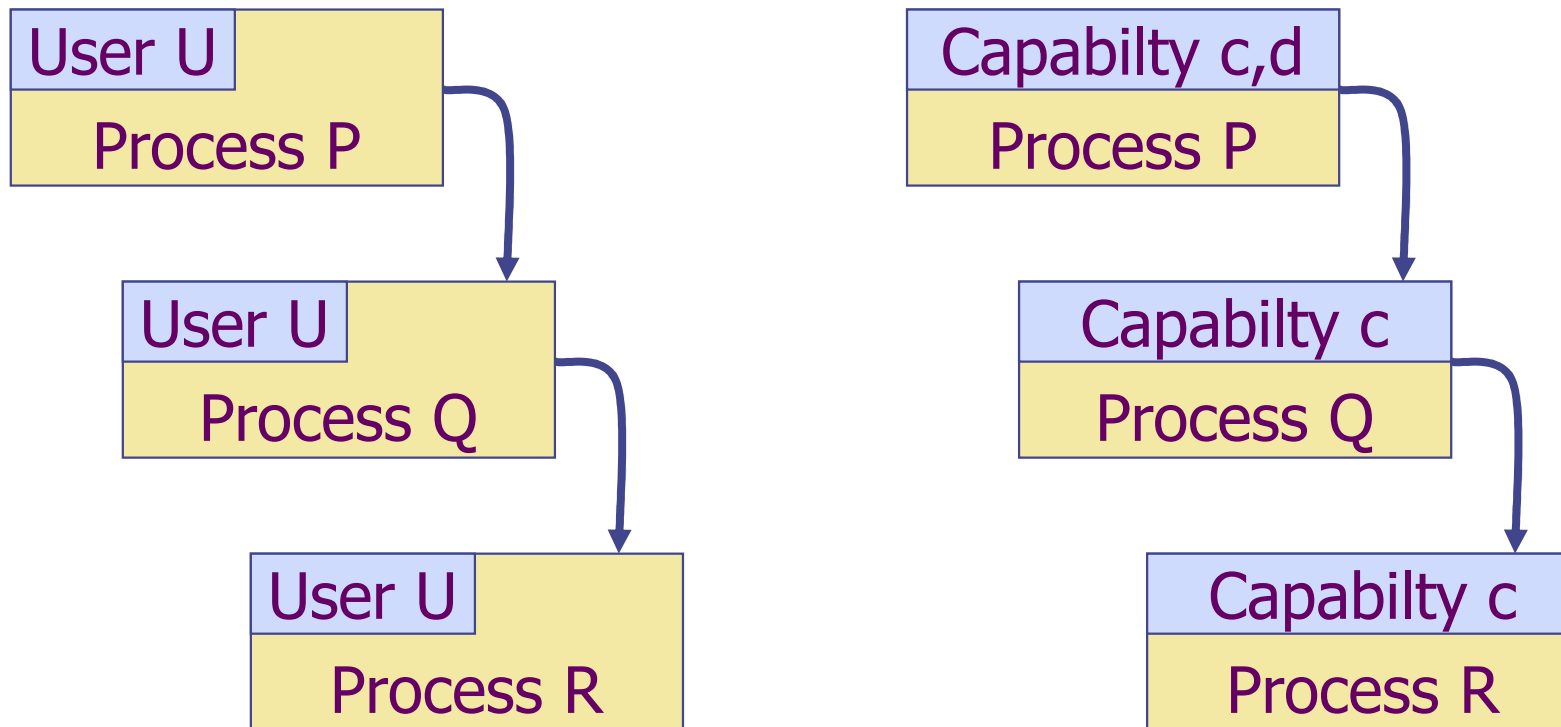 User U
Process P
User U
Process Q
User U
Process R
Capabilty c,d
Process P
Capabilty c
Process Q
Capabilty c
Process R